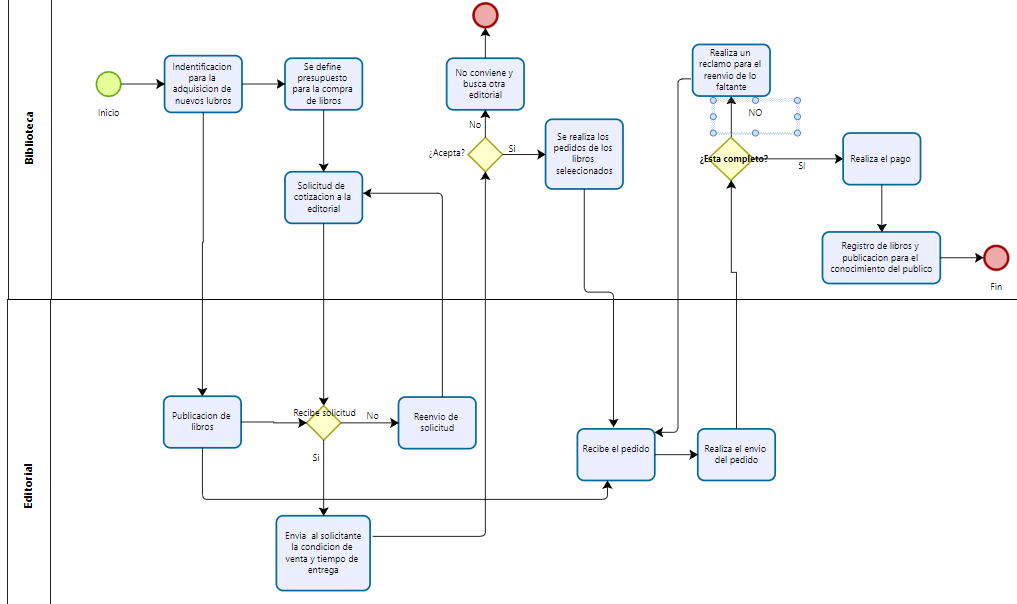 Biblioteca
Inicio
Indentificacion
para la
adquisicion de
nuevos lubros
Se define
presupuesto
para la compra
de libros
Solicitud de
cotizacion a la
editorial
No conviene y
busca otra
editorial
No
¿Acepta?
Si
Se realiza los
pedidos de los
libros
seleecionados
Realiza un
reclamo para el
reenvio de lo
faltante
NO
¿Esta completo?
SI
Realiza el pago
Registro de libros y
publicacion para el
conocimiento del publico
Fin
Editorial
Publicacion de
libros
Recibe solicitud
No
Si
Reenvio de
solicitud
Envia al solicitante
la condicion de
venta y tiempo de
entrega
Recibe el pedido
Realiza el envio
del pedido